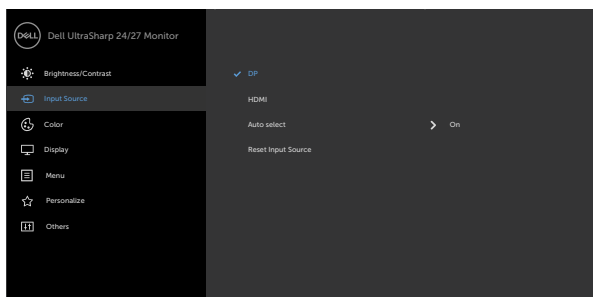 DELL Dell UltraSharp 24/27 Monitor
Brightness/Contrast
DP
Input Source
HDMI
Color
Auto select On
Display
Reset Input Source
Menu
Personalize
Others